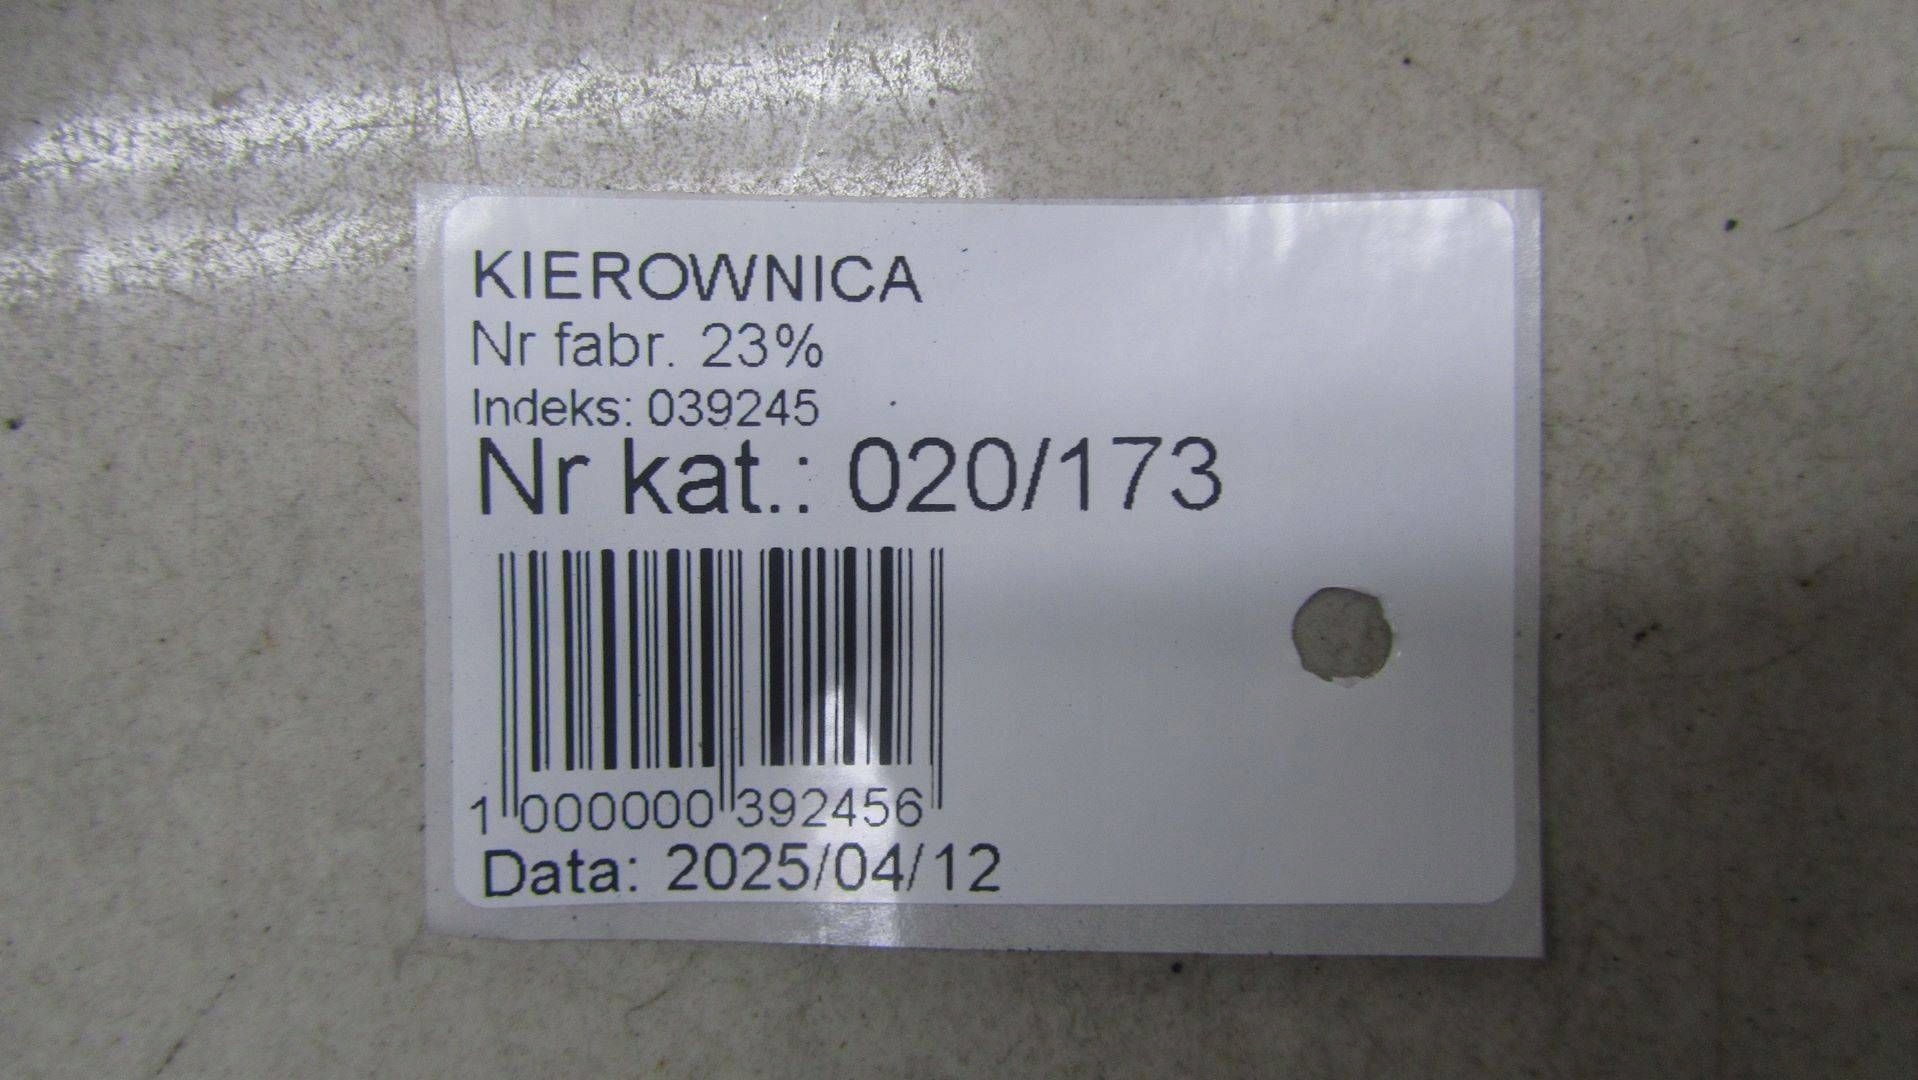 KIEROWNICA
Nr fabr. 23%
Indeks: 039245
Nr kat.: 020/173
1 000000 392456
Data: 2025/04/12